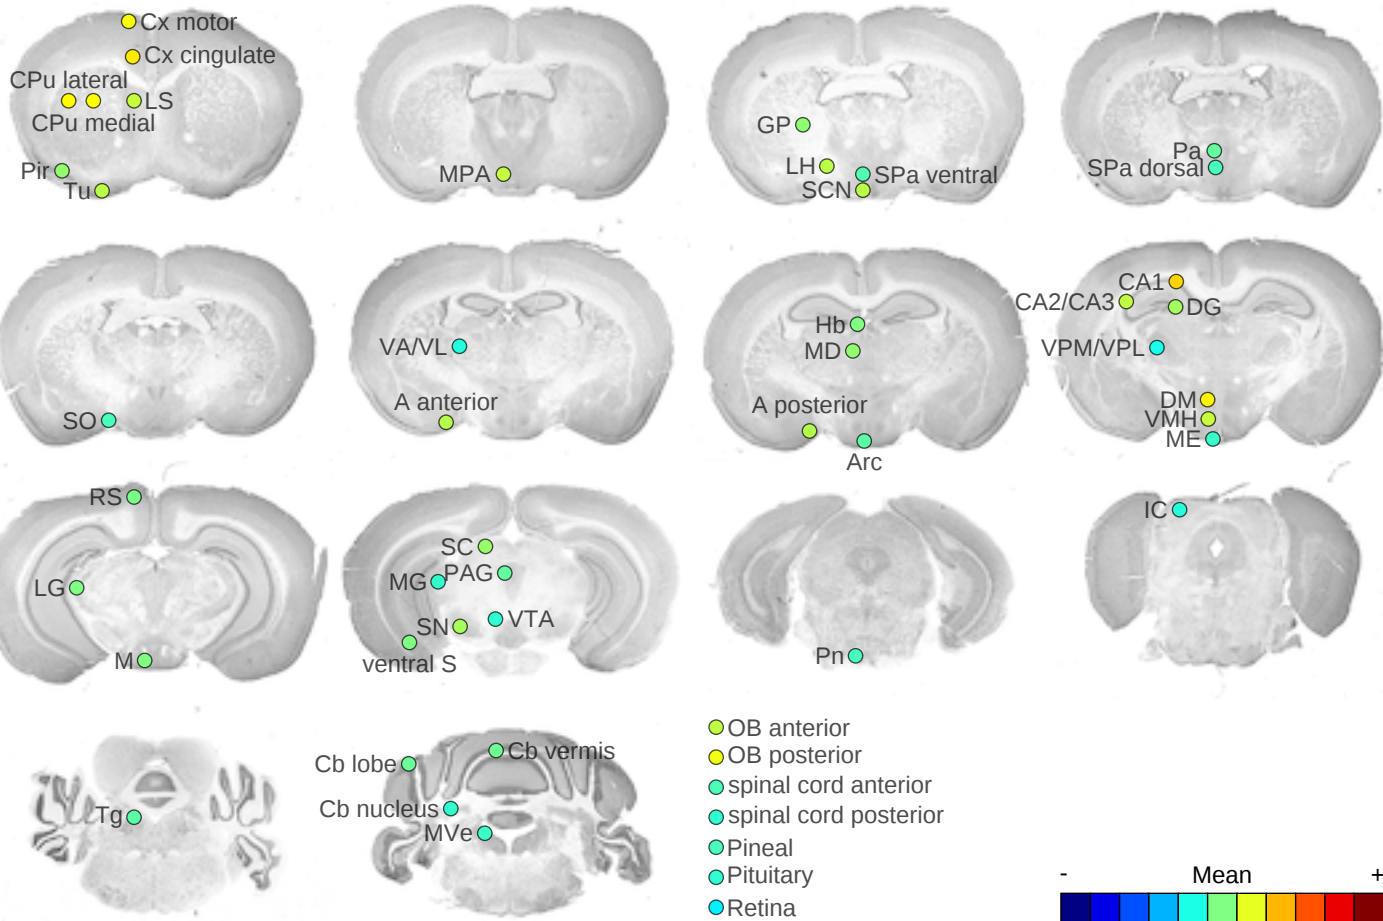 Cx motor
Cx cingulate
CPu lateral
LS
CPu medial
Pir
Tu
MPA
GP
LH
SPa ventral
SCN
Pa
SPa dorsal
SO
VA/VL
A anterior
Hb
MD
A posterior
Arc
CA1
CA2/CA3
DG
VPM/VPL
DM
VMH
ME
RS
LG
M
SC
PAG
MG
VTA
SN
ventral S
Pn
IC
Tg
Cb vermis
Cb lobe
Cb nucleus
MVe
OB anterior
OB posterior
spinal cord anterior
spinal cord posterior
Pineal
Pituitary
Retina
- Mean +